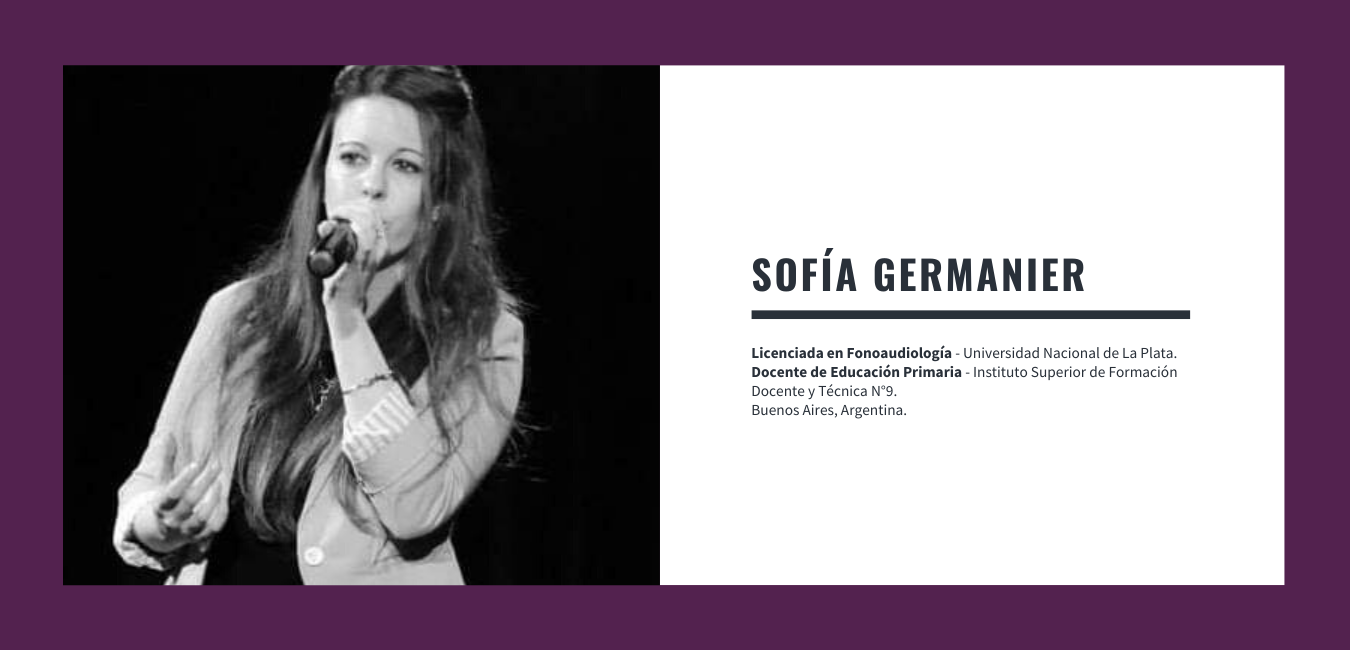 SOFÍA GERMANIER
Licenciada en Fonoaudiología - Universidad Nacional de La Plata.
Docente de Educación Primaria - Instituto Superior de Formación
Docente y Técnica N°9.
Buenos Aires, Argentina.